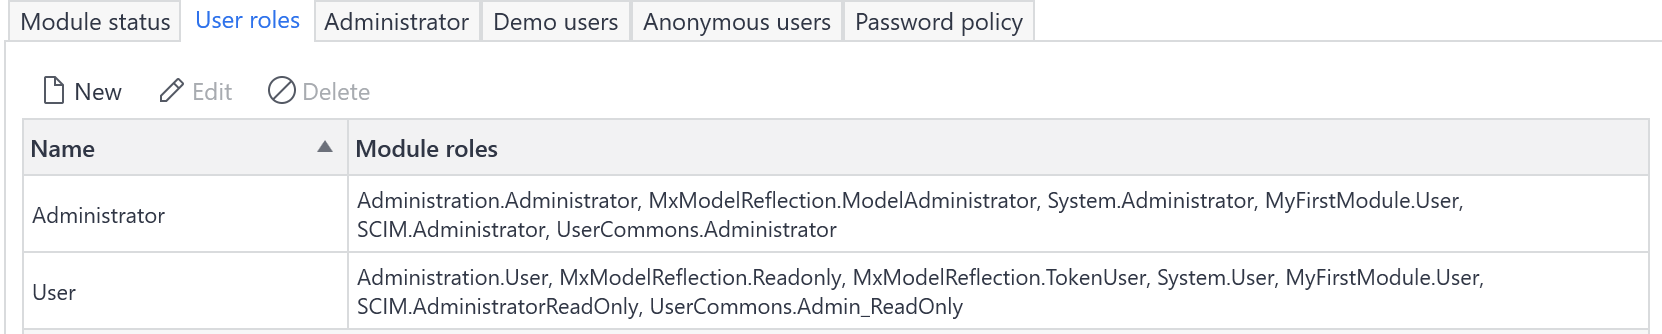 Module status User roles Administrator Demo users Anonymous users Password policy
New Edit Delete
Name Module roles
Administrator
Administration.Administrator, MxModelReflection.ModelAdministrator, System.Administrator, MyFirstModule.User,
SCIM.Administrator, UserCommons.Administrator
User
Administration.User, MxModelReflection.Readonly, MxModelReflection.TokenUser, System.User, MyFirstModule.User,
SCIM.AdministratorReadOnly, UserCommons.Admin_ReadOnly